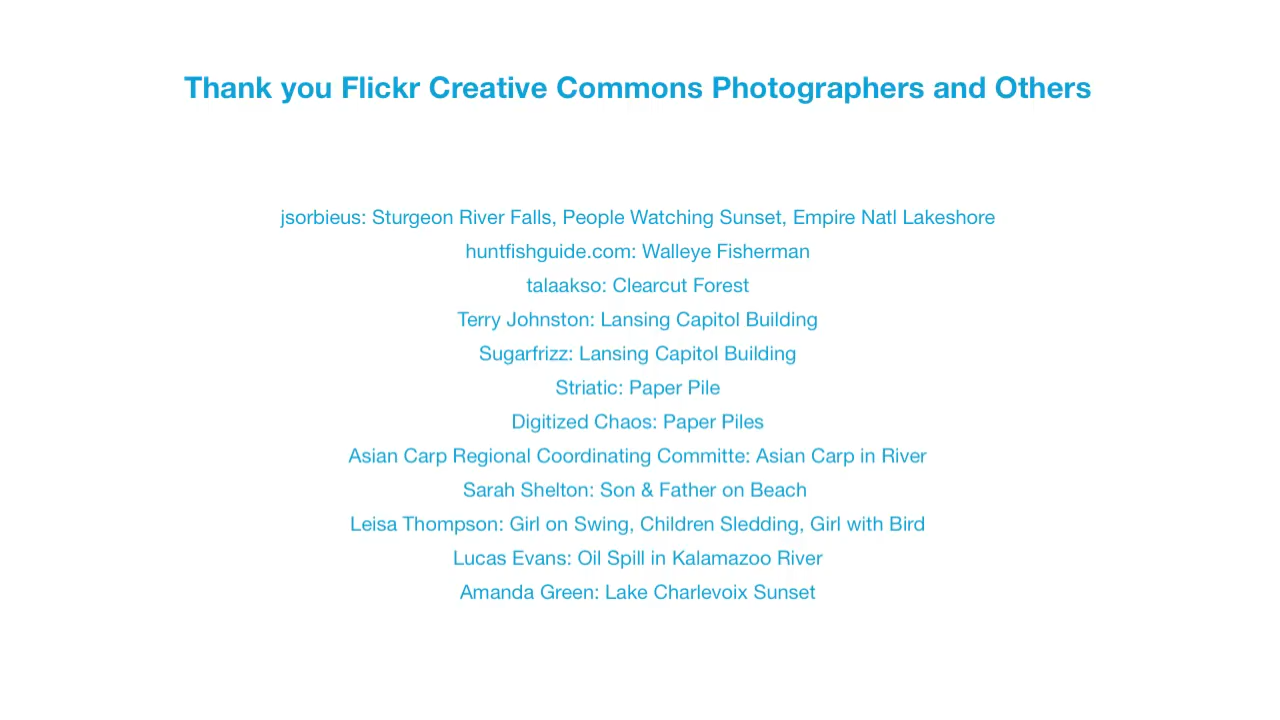 Thank you Flickr Creative Commons Photographers and Others
jsorbieus: Sturgeon River Falls, People Watching Sunset, Empire Natl Lakeshore
huntfishguide.com: Walleye Fisherman
talaakso: Clearcut Forest
Terry Johnston: Lansing Capitol Building
Sugarfrizz: Lansing Capitol Building
Striatic: Paper Pile
Digitized Chaos: Paper Piles
Asian Carp Regional Coordinating Committe: Asian Carp in River
Sarah Shelton: Son & Father on Beach
Leisa Thompson: Girl on Swing, Children Sledding, Girl with Bird
Lucas Evans: Oil Spill in Kalamazoo River
Amanda Green: Lake Charlevoix Sunset